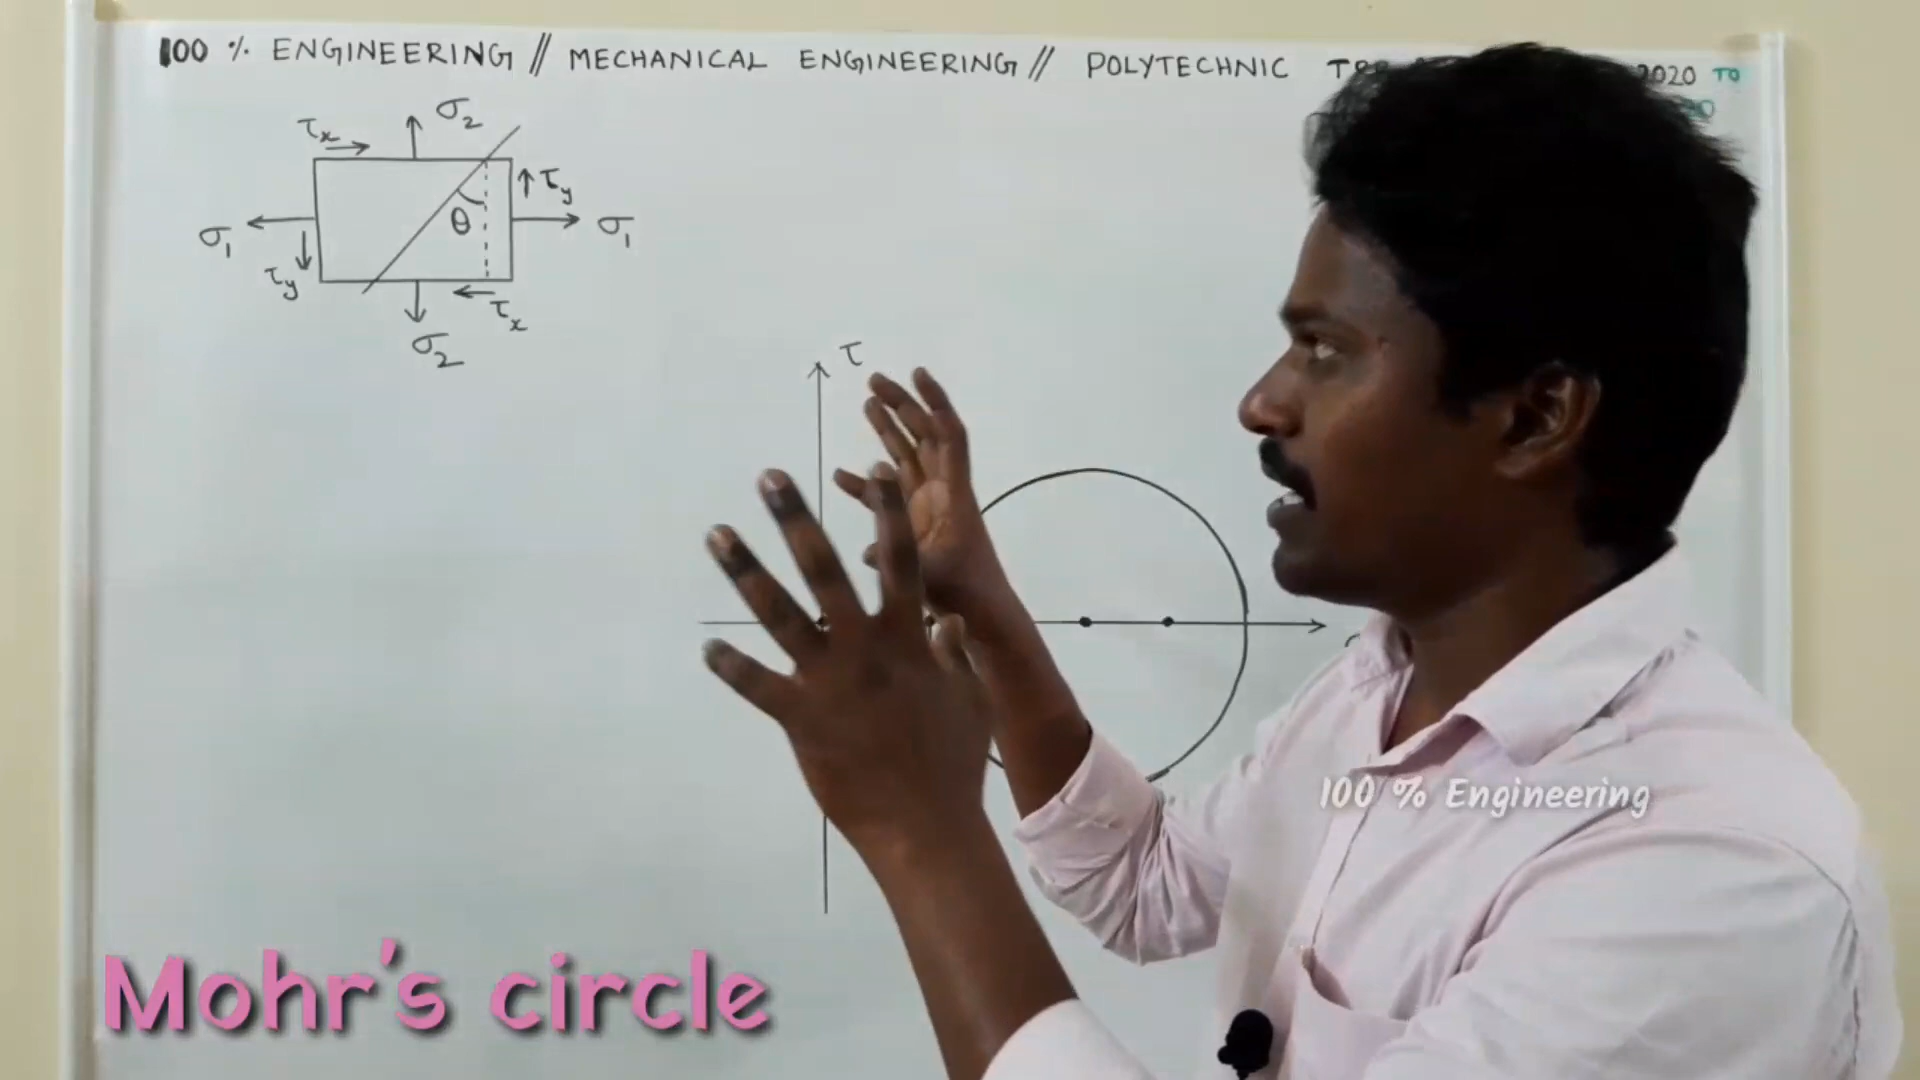 100 % ENGINEERING // MECHANICAL ENGINEERING // POLYTECHNIC 2020 TO
σ2
τx
τy
θ
σ1
σ1
τy
τx
σ2
τ
100 % Engineering
Mohr's circle